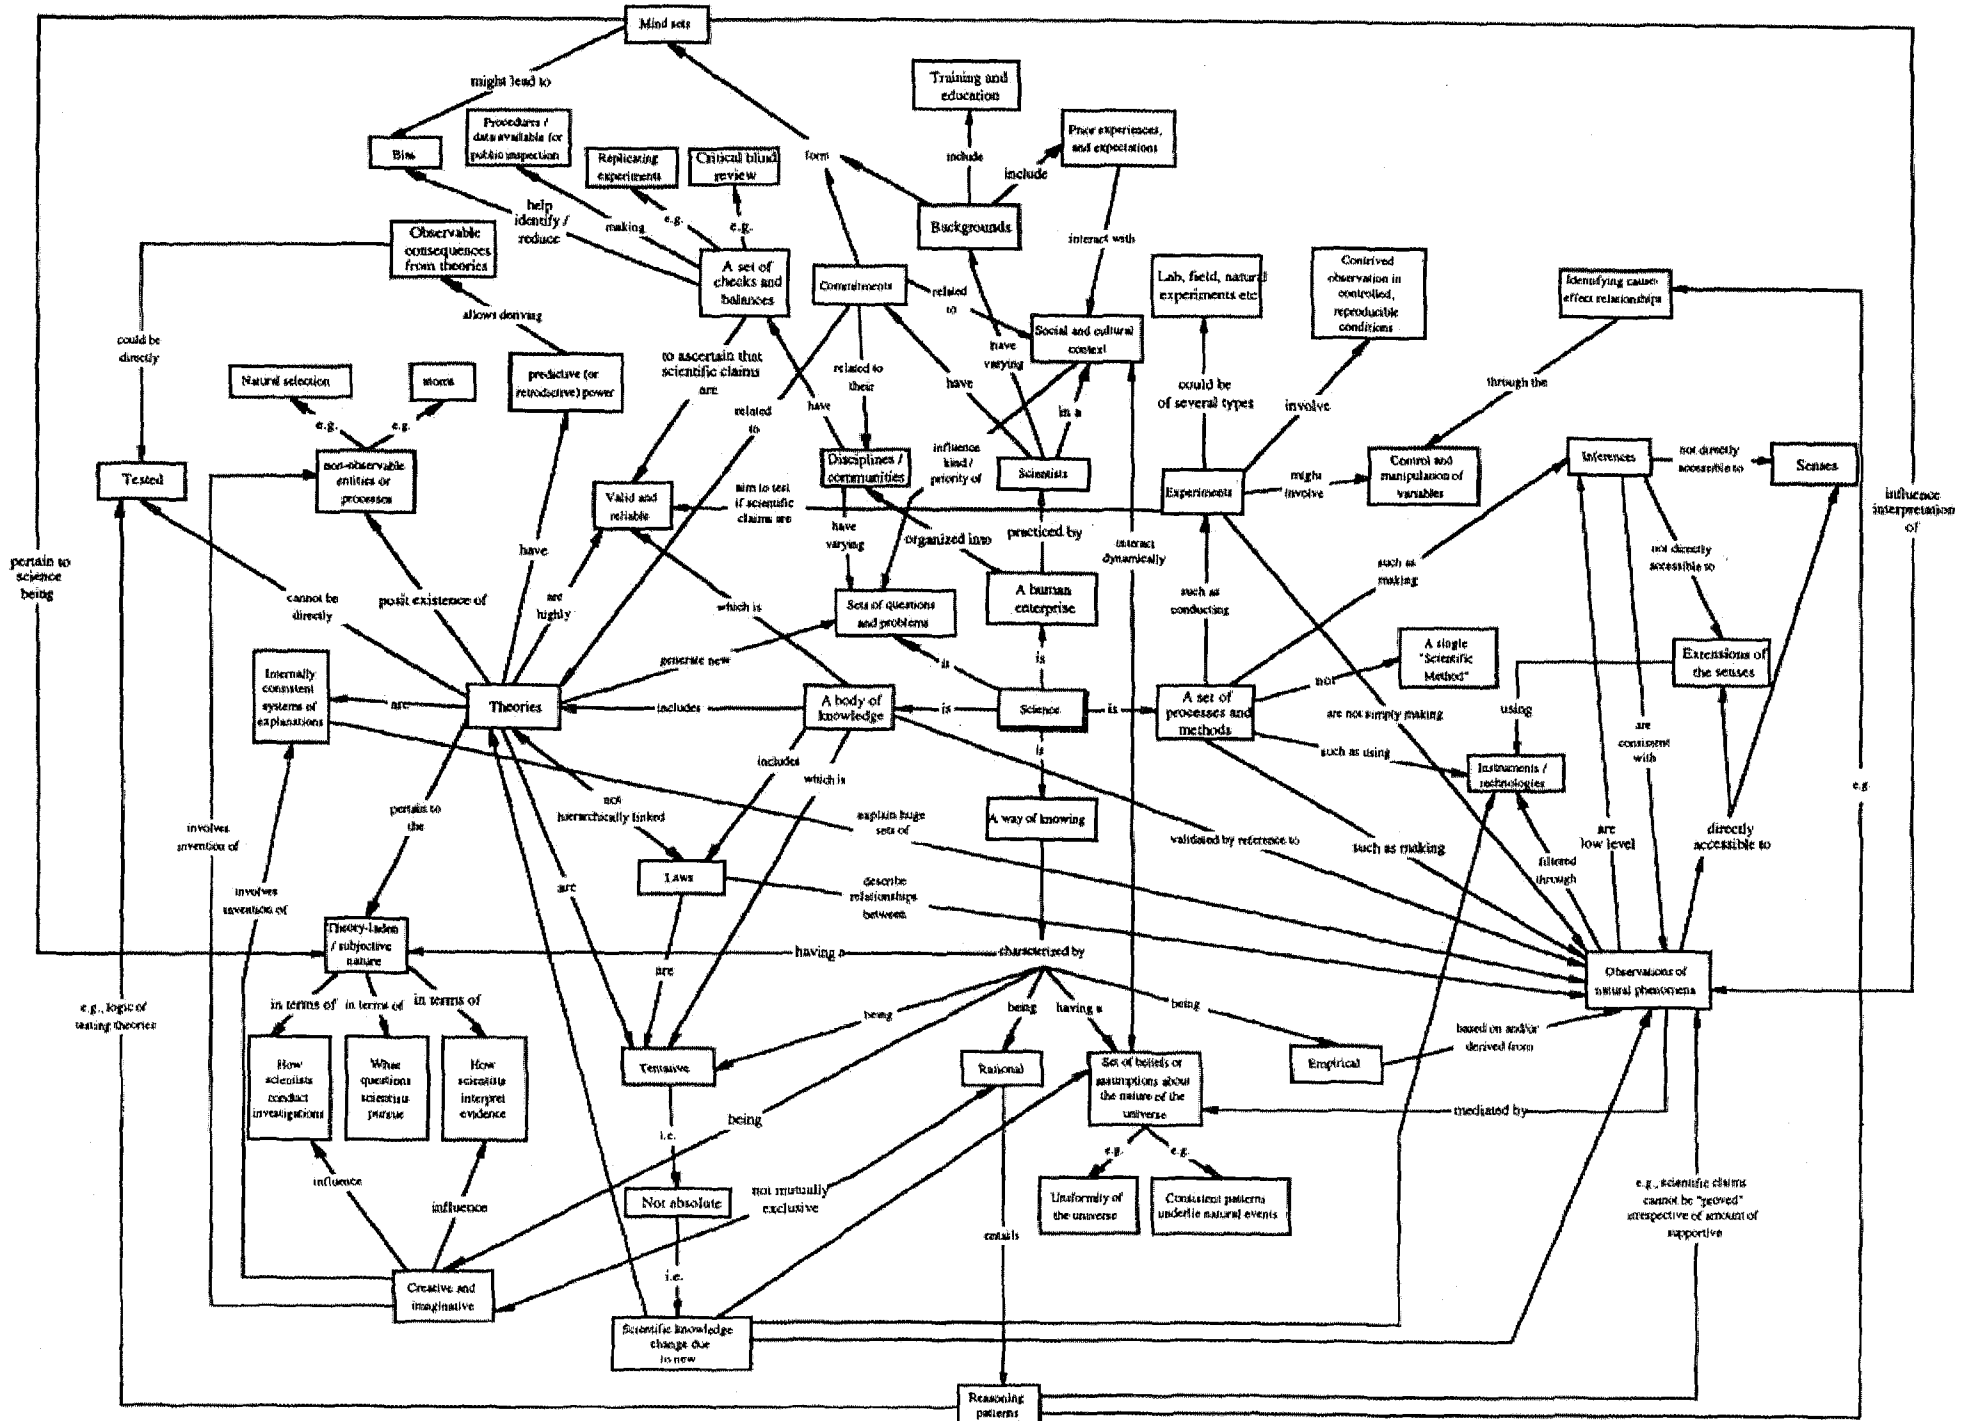 Mind sets
might lead to
Training and
education
Procedures /
data available for
public inspection
Prior experiences,
and expectations
Bias
Replicating
experiments
Critical blind
review
form
include
include
help
identify /
reduce
making
e.g.
e.g.
Backgrounds
Observable
consequences
from theories
A set of
checks and
balances
interact with
Commitments
related
to
Lab, field, natural
experiments etc
Contrived
observation in
controlled,
reproducible
conditions
Identifying cause-
effect relationships
allows deriving
could be
directly
to ascertain that
scientific claims
are
Social and cultural
context
have
varying
related to
their
Natural selection
atoms
predictive (or
retrodictive) power
have
through the
could be
of several types
e.g.
e.g.
related
to
have
in a
involve
influence
kind /
priority of
Tested
non-observable
entities or
processes
Disciplines /
communities
Scientists
Experiments
might
involve
Control and
manipulation of
variables
Inferences
not directly
accessible to
Senses
Valid and
reliable
aim to test
if scientific
claims are
influence
interpretation
of
have
varying
organized into
practiced by
interact
dynamically
pertain to
science
being
have
not directly
accessible to
such as
making
cannot be
directly
posit existence of
are
highly
which is
Sets of questions
and problems
A human
enterprise
such as
conducting
Internally
consistent
systems of
explanations
generate new
is
is
A single
"Scientific
Method"
Extensions of
the senses
not
are
Theories
includes
A body of
knowledge
is
Science
is
A set of
processes and
methods
are not simply making
using
are
consistent
with
is
includes
which is
such as using
Instruments /
technologies
e.g.
pertain to
the
not
hierarchically linked
A way of knowing
explain huge
sets of
involves
invention of
validated by reference to
such as making
are
low level
directly
accessible to
filtered
through
involves
invention of
are
Laws
describe
relationships
between
Theory-laden
/ subjective
nature
having a
characterized by
are
Observations of
natural phenomena
in terms of
in terms of
in terms of
being
being
having a
being
e.g., logic of
testing theories
based on and/or
derived from
How
scientists
conduct
investigations
What
questions
scientists
pursue
How
scientists
interpret
evidence
Tentative
Rational
Set of beliefs or
assumptions about
the nature of the
universe
Empirical
mediated by
being
i.e.
e.g.
e.g.
influence
influence
Not absolute
not mutually
exclusive
Uniformity of
the universe
Consistent patterns
underlie natural events
e.g., scientific claims
cannot be "proved"
irrespective of amount of
supportive
entails
i.e.
Creative and
imaginative
Scientific knowledge
change due
to new
Reasoning
patterns